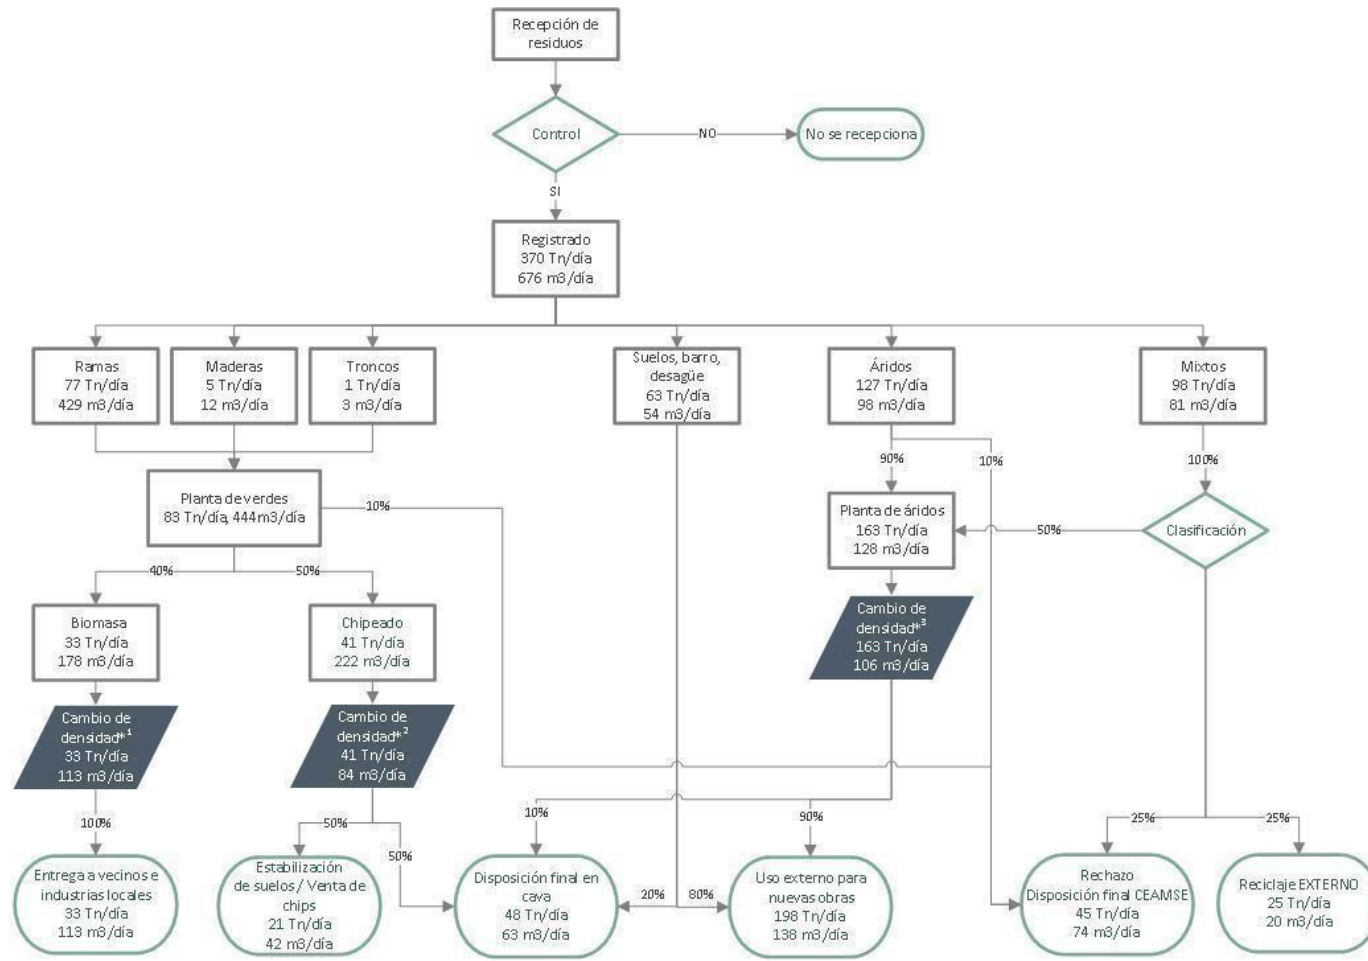 Recepción de
residuos
Control
NO
No se recepciona
SI
Registrado
370 Tn/día
676 m3/día
Ramas
77 Tn/día
429 m3/día
Maderas
5 Tn/día
12 m3/día
Troncos
1 Tn/día
3 m3/día
Suelos, barro,
desagüe
63 Tn/día
54 m3/día
Áridos
127 Tn/día
98 m3/día
Mixtos
98 Tn/día
81 m3/día
90%
10%
100%
Planta de verdes
83 Tn/día, 444m3/día
10%
Planta de áridos
163 Tn/día
128 m3/día
50%
Clasificación
40%
50%
Biomasa
33 Tn/día
178 m3/día
Chipeado
41 Tn/día
222 m3/día
Cambio de
densidad*³
163 Tn/día
106 m3/día
Cambio de
densidad*¹
33 Tn/día
113 m3/día
Cambio de
densidad*²
41 Tn/día
84 m3/día
100%
50%
50%
10%
90%
25%
25%
Entrega a vecinos e
industrias locales
33 Tn/día
113 m3/día
Estabilización
de suelos/ Venta de
chips
21 Tn/día
42 m3/día
Disposición final en
cava
48 Tn/día
63 m3/día
20%
80%
Uso externo para
nuevas obras
198 Tn/día
138 m3/día
Rechazo
Disposición final CEAMSE
45 Tn/día
74 m3/día
Reciclaje EXTERNO
25 Tn/día
20 m3/día